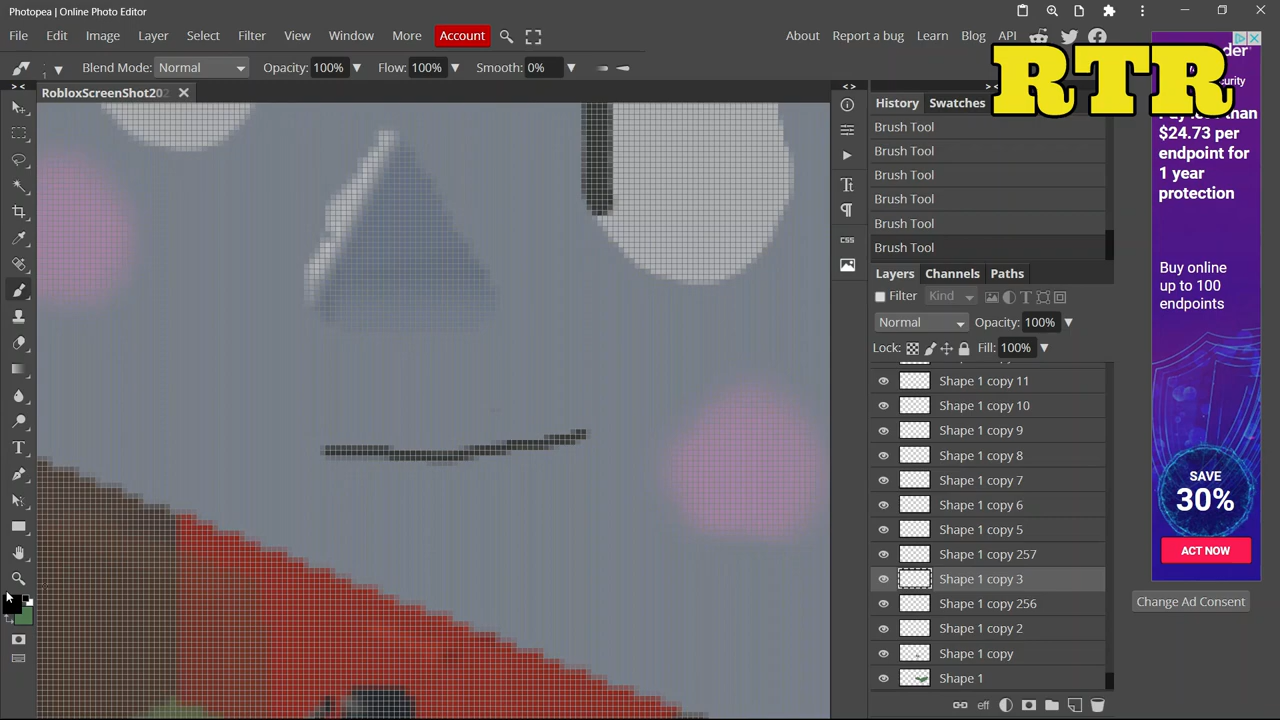 Photopea | Online Photo Editor
File Edit Image Layer Select Filter View Window More Account
About Report a bug Learn Blog API
RTR
1 Blend Mode: Normal Opacity: 100% Flow: 100% Smooth: 0%
RobloxScreenShot202
History Swatches
Brush Tool
Brush Tool
Brush Tool
Brush Tool
Brush Tool
Brush Tool
Tt
CSS
Layers Channels Paths
Filter Kind
Normal Opacity: 100%
Lock: Fill: 100%
Shape 1 copy 11
Shape 1 copy 10
Shape 1 copy 9
Shape 1 copy 8
Shape 1 copy 7
Shape 1 copy 6
Shape 1 copy 5
Shape 1 copy 257
Shape 1 copy 3
Shape 1 copy 256
Shape 1 copy 2
Shape 1 copy
Shape 1
eff
than
$24.73 per
endpoint for
1 year
protection
Buy online
up to 100
endpoints
SAVE
30%
ACT NOW
Change Ad Consent